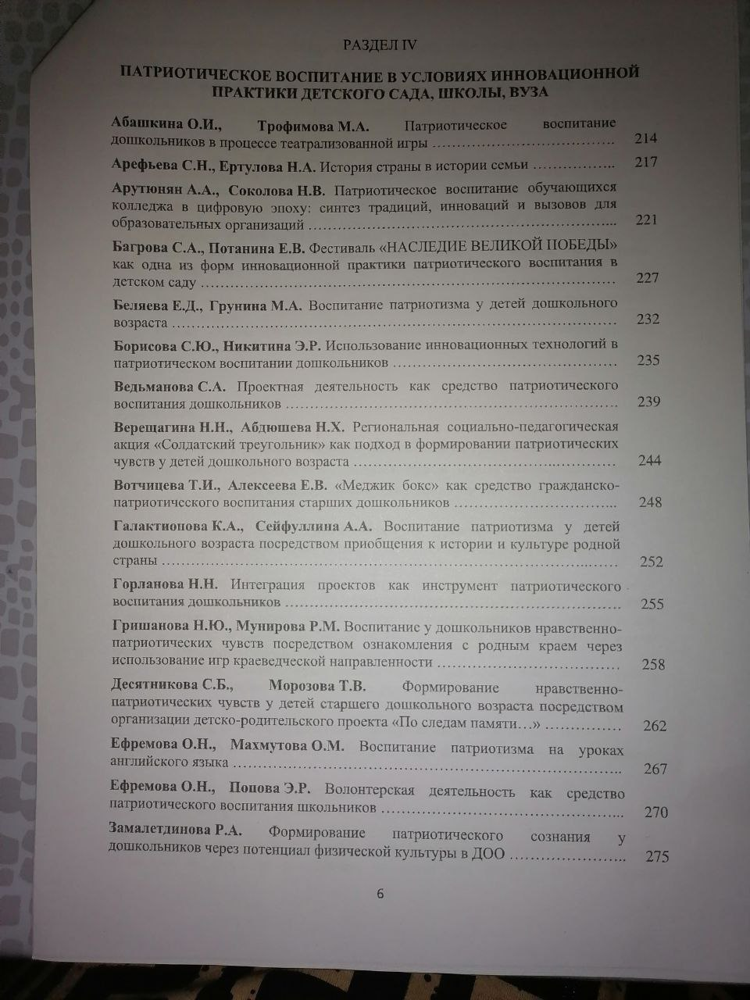 РАЗДЕЛ IV
ПАТРИОТИЧЕСКОЕ ВОСПИТАНИЕ В УСЛОВИЯХ ИННОВАЦИОННОЙ
ПРАКТИКИ ДЕТСКОГО САДА, ШКОЛЫ, ВУЗА
Абашкина О.И., Трофимова М.А. Патриотическое воспитание
дошкольников в процессе театрализованной игры ………………………………. 214
Арефьева С.Н., Ертулова Н.А. История страны в истории семьи …………….. 217
Арутюнян А.А., Соколова Н.В. Патриотическое воспитание обучающихся
колледжа в цифровую эпоху: синтез традиций, инноваций и вызовов для
образовательных организаций …………………………………………………... 221
Багрова С.А., Потанина Е.В. Фестиваль «НАСЛЕДИЕ ВЕЛИКОЙ ПОБЕДЫ»
как одна из форм инновационной практики патриотического воспитания в
детском саду ……………………………………………………………………… 227
Беляева Е.Д., Грунина М.А. Воспитание патриотизма у детей дошкольного
возраста …………………………………………………………………………… 232
Борисова С.Ю., Никитина Э.Р. Использование инновационных технологий в
патриотическом воспитании дошкольников ……………………………………. 235
Ведьманова С.А. Проектная деятельность как средство патриотического
воспитания дошкольников ………………………………………………………. 239
Верещагина Н.Н., Абдюшева Н.Х. Региональная социально-педагогическая
акция «Солдатский треугольник» как подход в формировании патриотических
чувств у детей дошкольного возраста ……………………………….………… 244
Вотчицева Т.И., Алексеева Е.В. «Меджик бокс» как средство гражданско-
патриотического воспитания старших дошкольников ………………………... 248
Галактионова К.А., Сейфуллина А.А. Воспитание патриотизма у детей
дошкольного возраста посредством приобщения к истории и культуре родной
страны ………………………………………………………………………..…… 252
Горланова Н.Н. Интеграция проектов как инструмент патриотического
воспитания дошкольников ………………………………………………………. 255
Гришанова Н.Ю., Мунирова Р.М. Воспитание у дошкольников нравственно-
патриотических чувств посредством ознакомления с родным краем через
использование игр краеведческой направленности ……………………………. 258
Десятникова С.Б., Морозова Т.В. Формирование нравственно-
патриотических чувств у детей старшего дошкольного возраста посредством
организации детско-родительского проекта «По следам памяти…» …………… 262
Ефремова О.Н., Махмутова О.М. Воспитание патриотизма на уроках
английского языка ………………………………………………………………... 267
Ефремова О.Н., Попова Э.Р. Волонтерская деятельность как средство
патриотического воспитания школьников ……………………………………... 270
Замалетдинова Р.А. Формирование патриотического сознания у
дошкольников через потенциал физической культуры в ДОО ………………….. 275
6